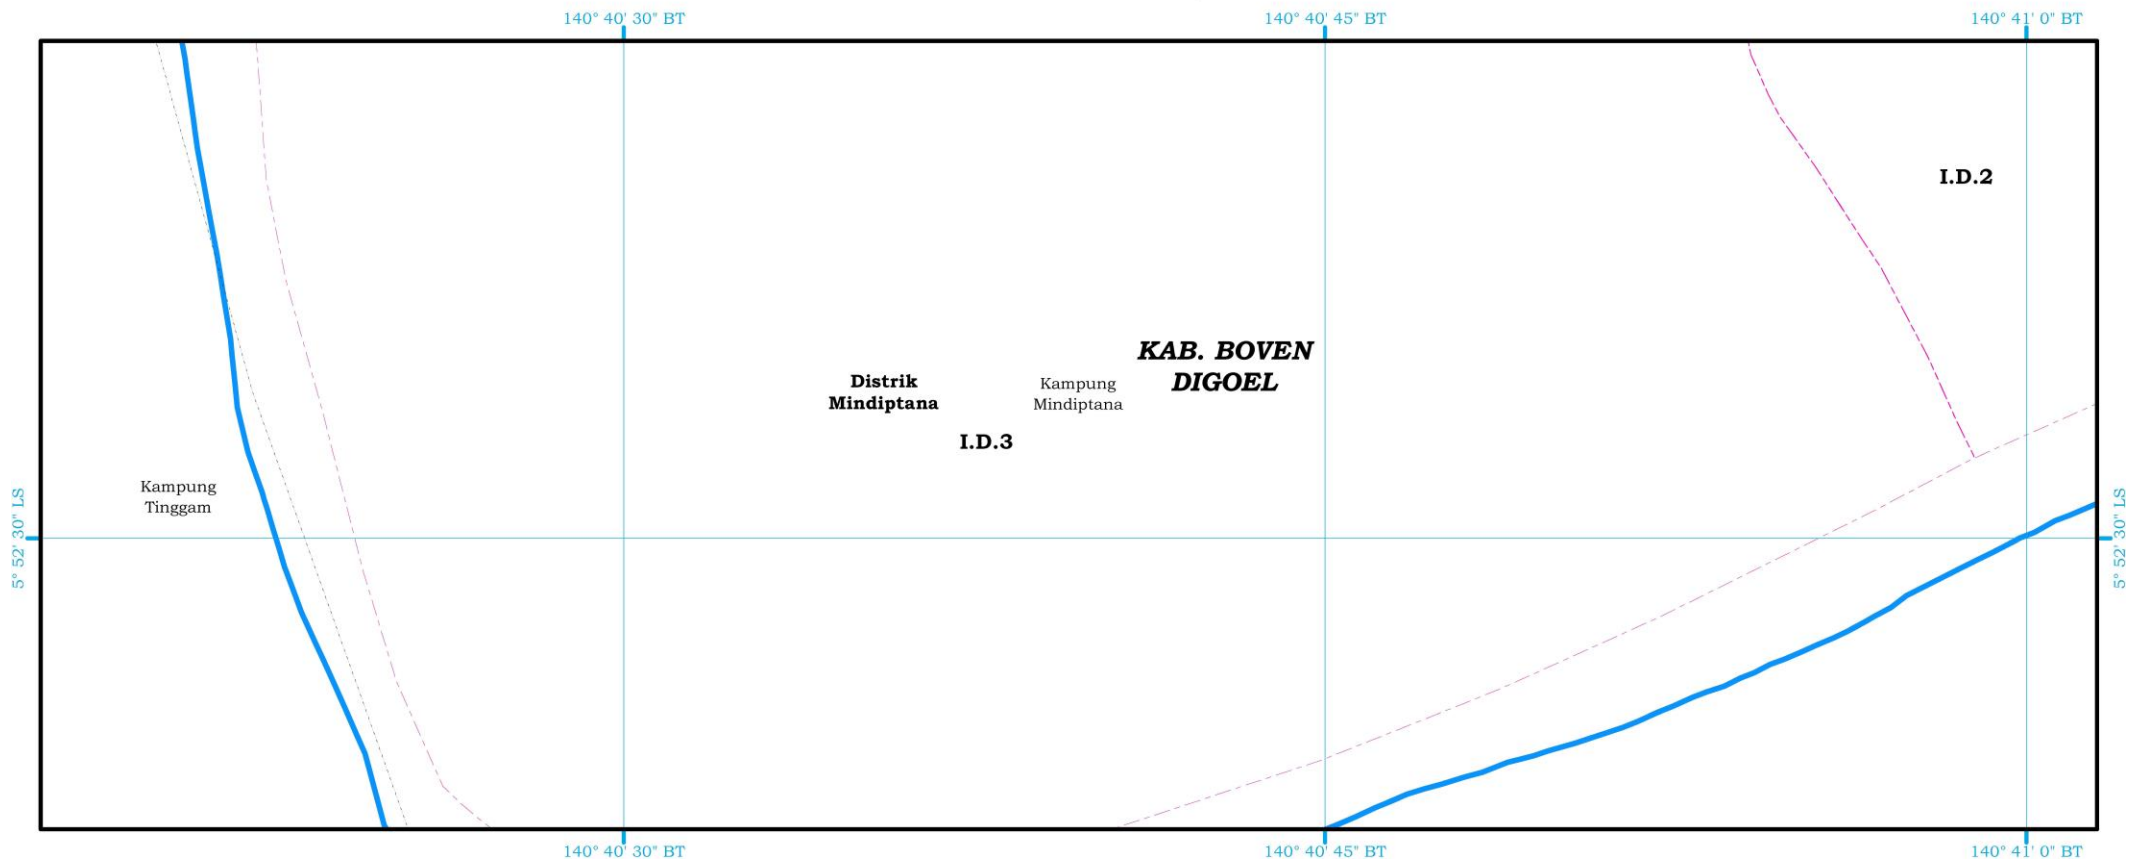 140° 40' 30" BT
140° 40' 45" BT
140° 41' 0" BT
I.D.2
KAB. BOVEN
DIGOEL
Distrik
Mindiptana
Kampung
Mindiptana
I.D.3
Kampung
Tinggam
5° 52' 30" LS
5° 52' 30" LS
140° 40' 30" BT
140° 40' 45" BT
140° 41' 0" BT